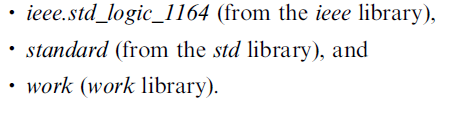 • ieee.std_logic_1164 (from the ieee library),
• standard (from the std library), and
• work (work library).